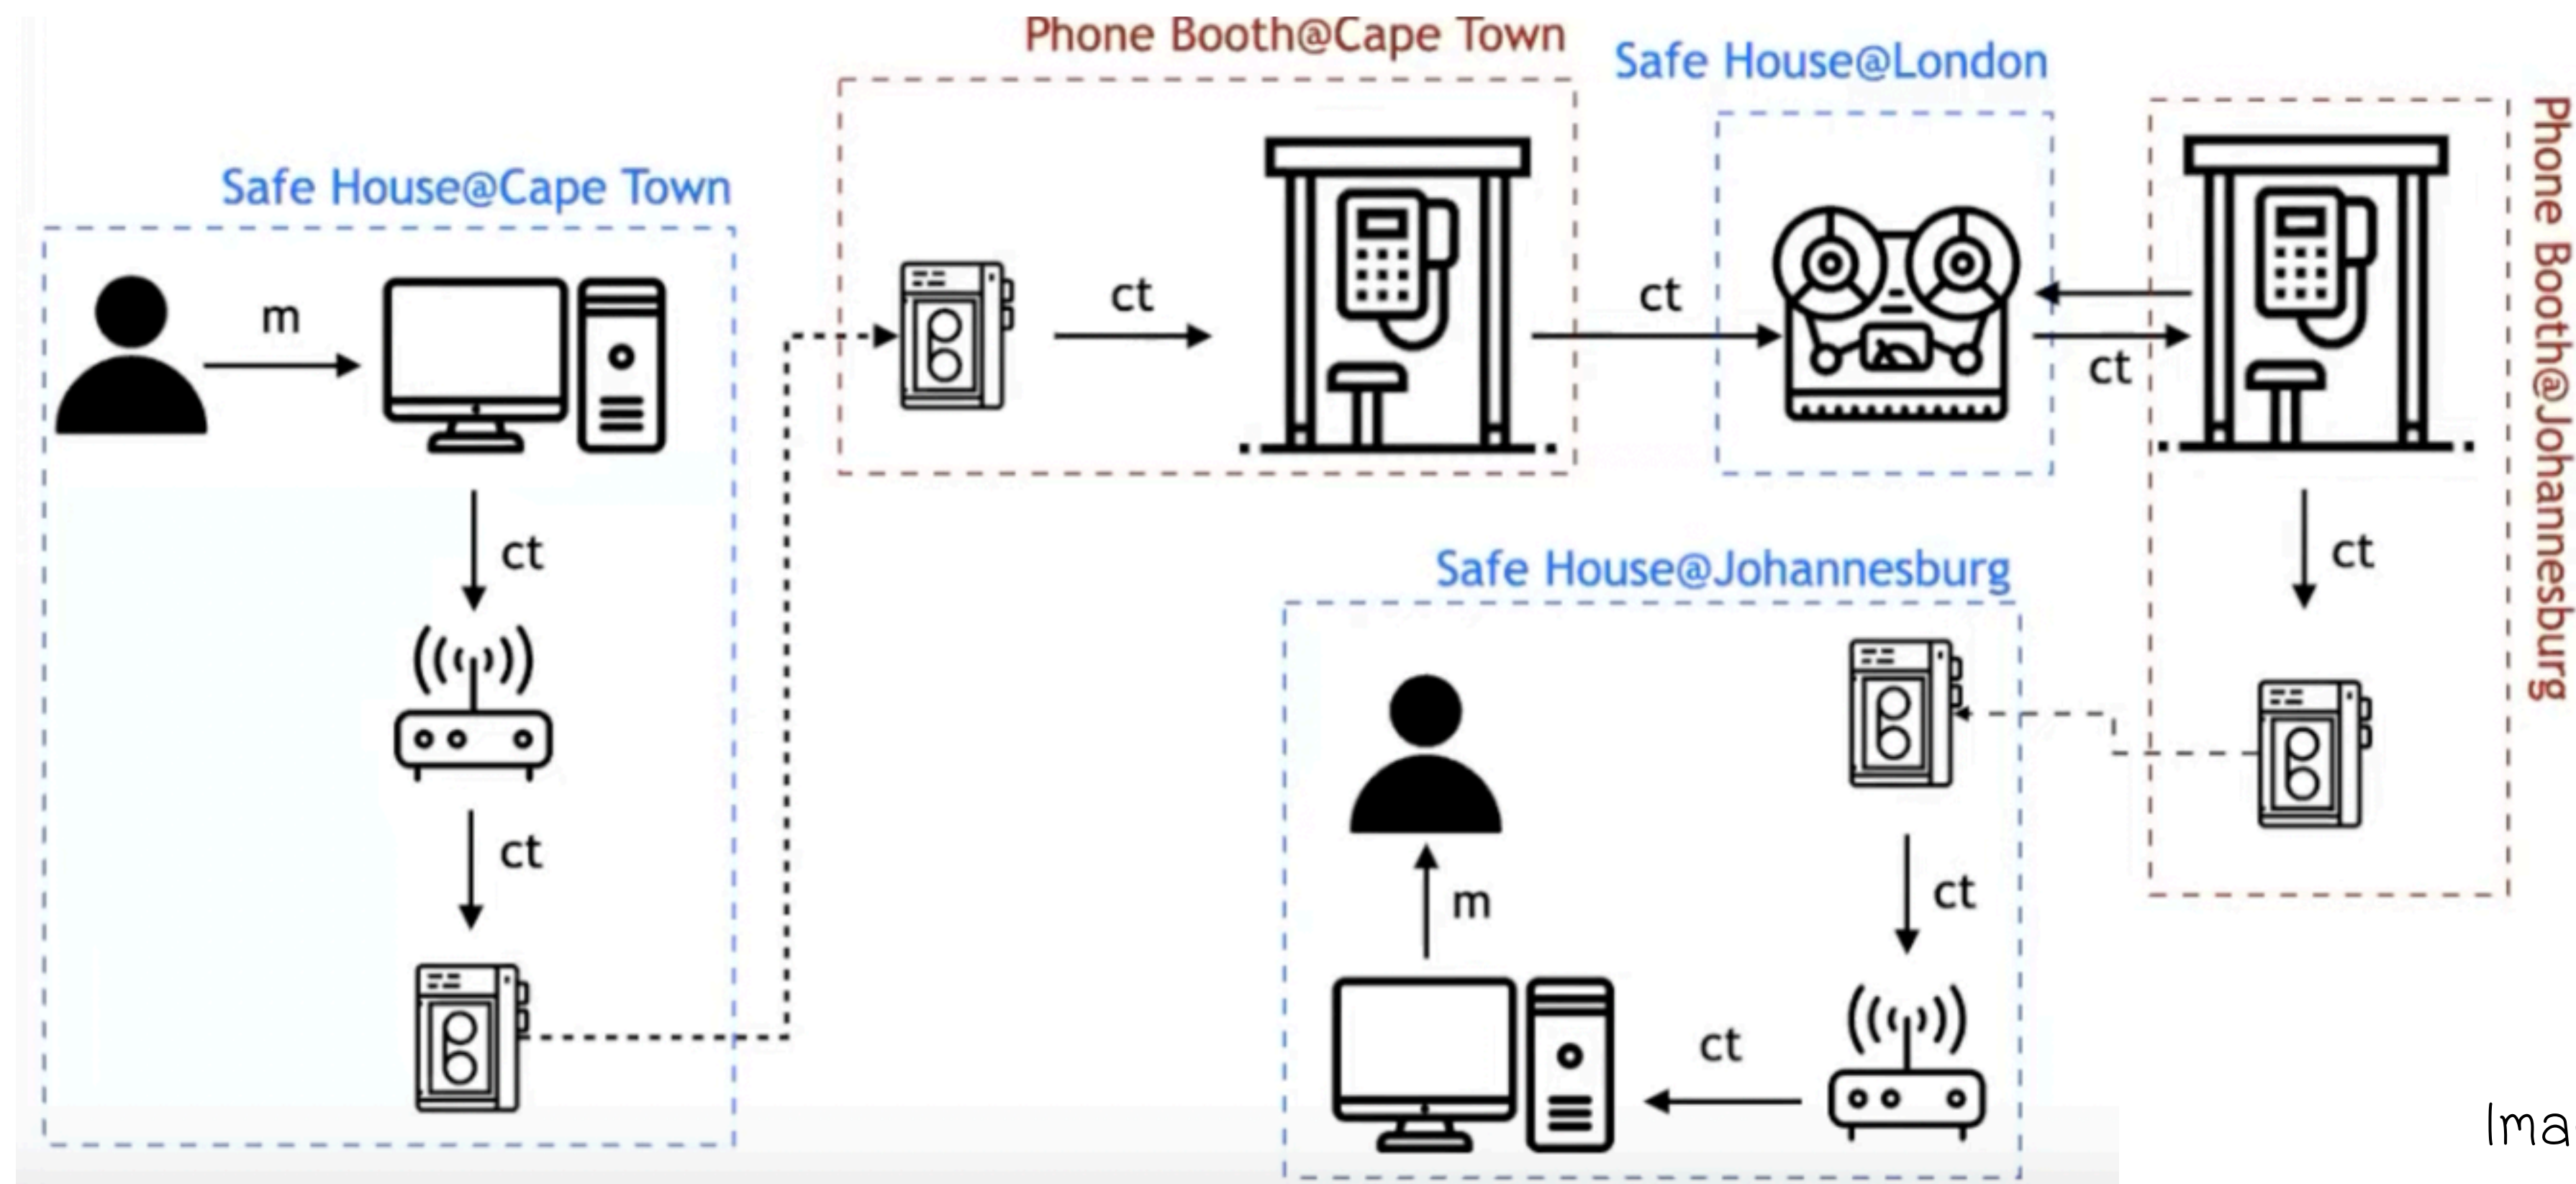 Phone Booth@Cape Town
Safe House@London
Safe House@Cape Town
Phone Booth@Johannesburg
m
ct
ct
ct
ct
ct
ct
ct
Safe House@Johannesburg
ct
m
ct
Ima